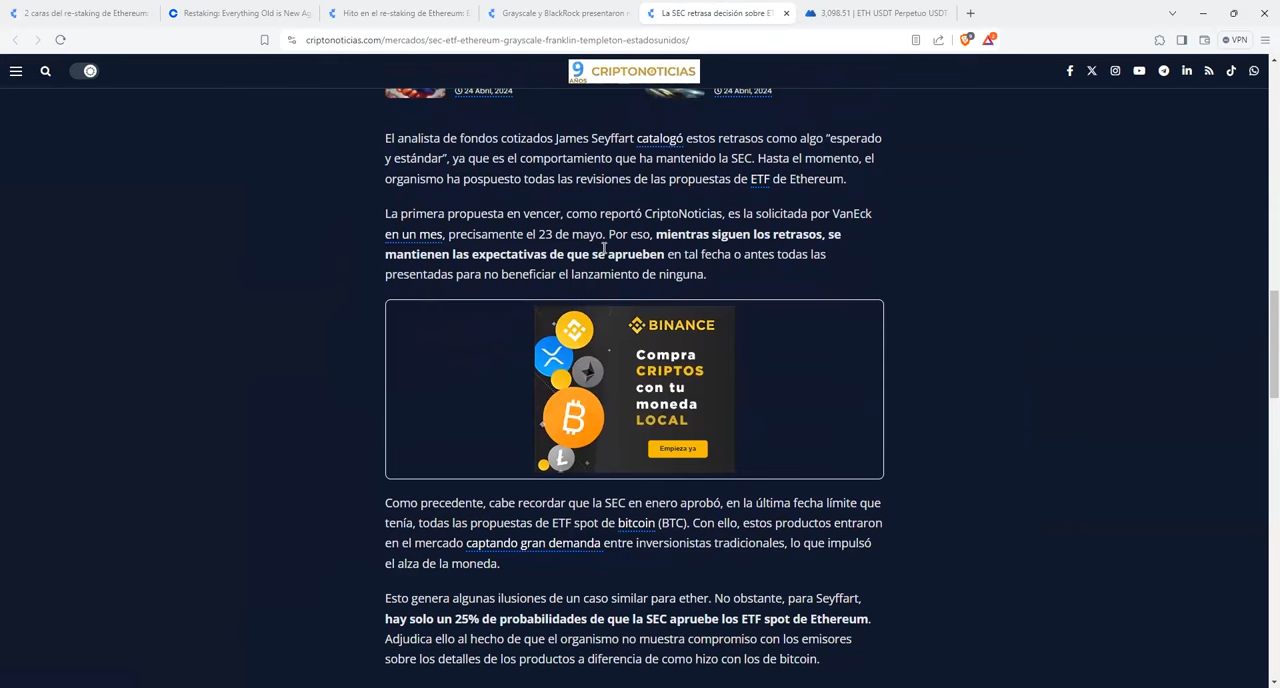 2 caras del re-staking de Ethereum:
Restaking: Everything Old is New Ag
Hito en el re-staking de Ethereum: E
Grayscale y BlackRock presentaron n
La SEC retrasa decisión sobre ET
3,098.51 | ETH USDT Perpetuo USDT
criptonoticias.com/mercados/sec-etf-ethereum-grayscale-franklin-templeton-estadosunidos/
VPN
9 AÑOS CRIPTONOTICIAS
24 Abril, 2024
24 Abril, 2024
El analista de fondos cotizados James Seyffart catalogó estos retrasos como algo “esperado
y estándar”, ya que es el comportamiento que ha mantenido la SEC. Hasta el momento, el
organismo ha pospuesto todas las revisiones de las propuestas de ETF de Ethereum.
La primera propuesta en vencer, como reportó CriptoNoticias, es la solicitada por VanEck
en un mes, precisamente el 23 de mayo. Por eso, mientras siguen los retrasos, se
mantienen las expectativas de que se aprueben en tal fecha o antes todas las
presentadas para no beneficiar el lanzamiento de ninguna.
BINANCE
Compra
CRIPTOS
con tu
moneda
LOCAL
Empieza ya
Como precedente, cabe recordar que la SEC en enero aprobó, en la última fecha límite que
tenía, todas las propuestas de ETF spot de bitcoin (BTC). Con ello, estos productos entraron
en el mercado captando gran demanda entre inversionistas tradicionales, lo que impulsó
el alza de la moneda.
Esto genera algunas ilusiones de un caso similar para ether. No obstante, para Seyffart,
hay solo un 25% de probabilidades de que la SEC apruebe los ETF spot de Ethereum.
Adjudica ello al hecho de que el organismo no muestra compromiso con los emisores
sobre los detalles de los productos a diferencia de como hizo con los de bitcoin.